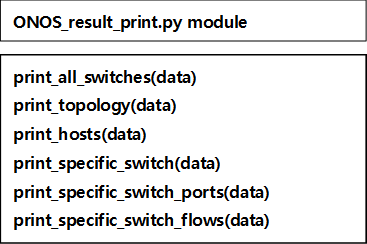 ONOS_result_print.py module
print_all_switches(data)
print_topology(data)
print_hosts(data)
print_specific_switch(data)
print_specific_switch_ports(data)
print_specific_switch_flows(data)